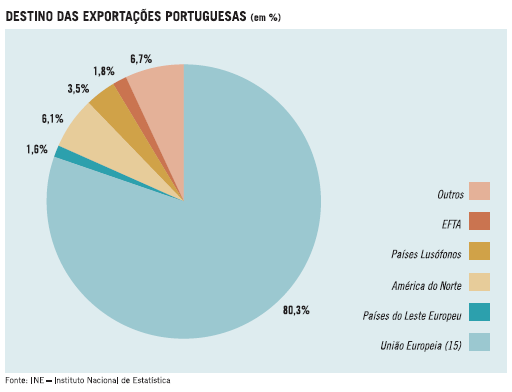 DESTINO DAS EXPORTAÇÕES PORTUGUESAS (em %)
6,7%
1,8%
3,5%
6,1%
1,6%
80,3%
Outros
EFTA
Países Lusófonos
América do Norte
Países do Leste Europeu
União Europeia (15)
Fonte: INE – Instituto Nacional de Estatística